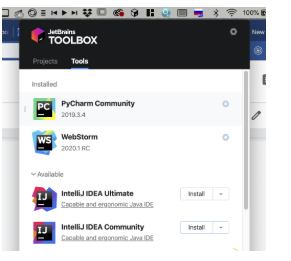 100%
JetBrains
TOOLBOX
New
Projects Tools
Installed
PC
PyCharm Community
2019.3.4
WS
WebStorm
2020.1 RC
Available
IJ
IntelliJ IDEA Ultimate
Install
Capable and ergonomic Java IDE
IJ
IntelliJ IDEA Community
Install
Capable and ergonomic Java IDE